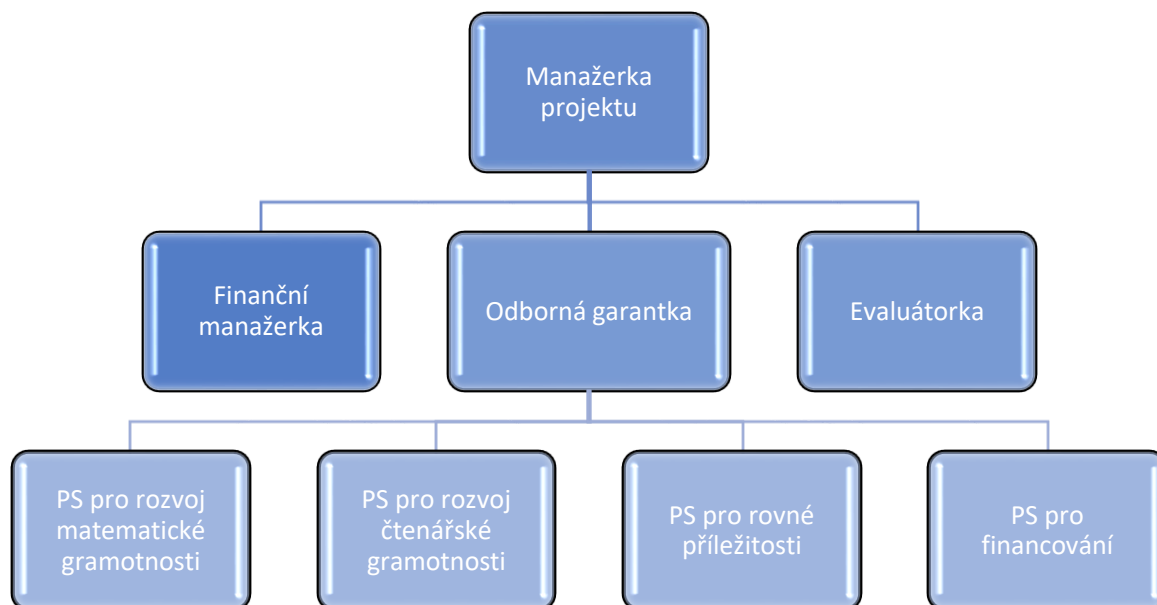 Manažerka
projektu
Finanční
manažerka
Odborná garantka
Evaluátorka
PS pro rozvoj
matematické
gramotnosti
PS pro rozvoj
čtenářské
gramotnosti
PS pro rovné
příležitosti
PS pro
financování